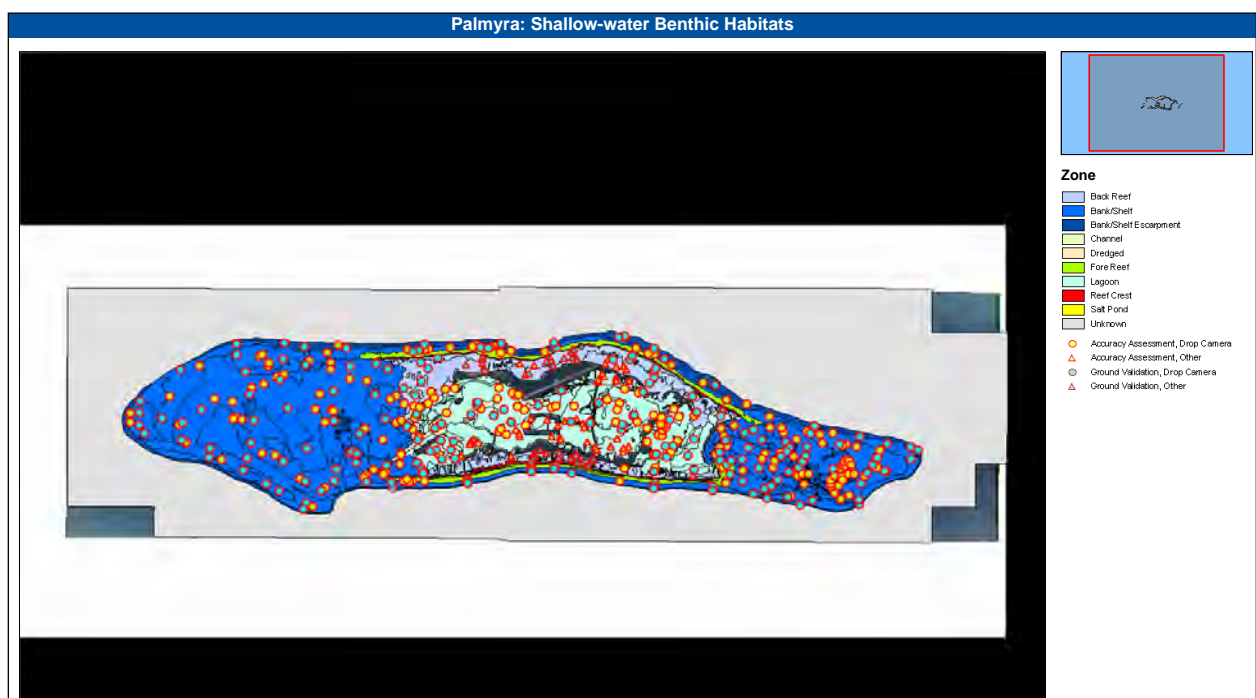 Palmyra: Shallow-water Benthic Habitats
Zone
Back Reef
Bank/Shelf
Bank/Shelf Escarpment
Channel
Dredged
Fore Reef
Lagoon
Reef Crest
Salt Pond
Unknown
Accuracy Assessment, Drop Camera
Accuracy Assessment, Other
Ground Validation, Drop Camera
Ground Validation, Other